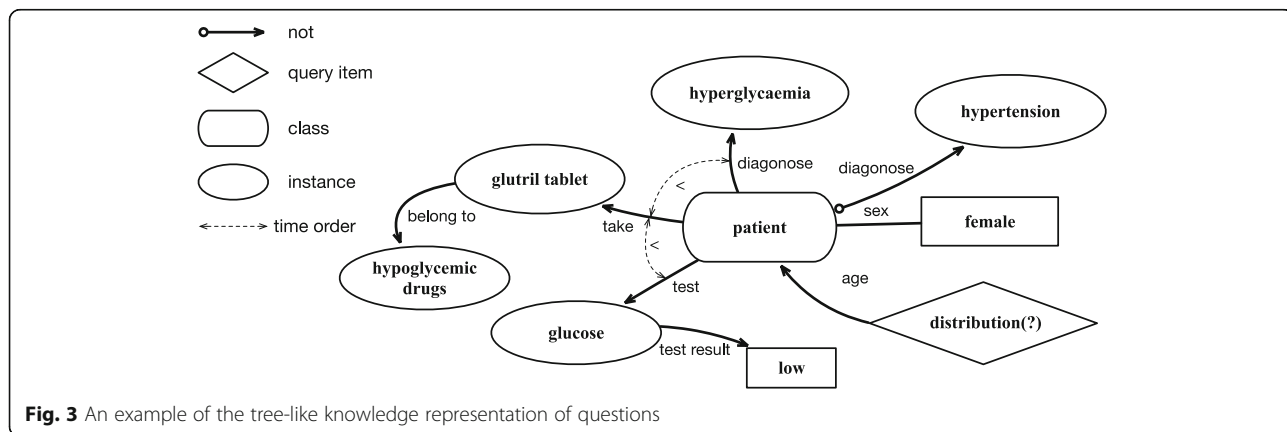 not
query item
class
instance
time order
hyperglycaemia
hypertension
diagonose
diagonose
glutril tablet
<
take
belong to
patient
sex
female
<
hypoglycemic
drugs
test
age
glucose
distribution(?)
test result
low
Fig. 3 An example of the tree-like knowledge representation of questions